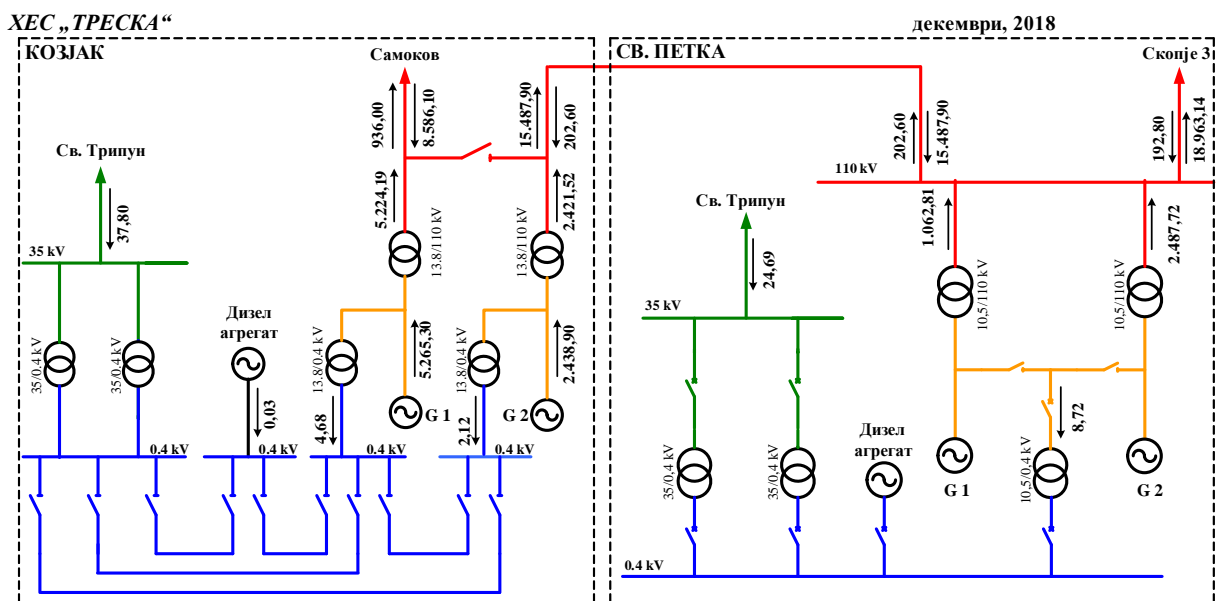 ХЕС „ТРЕСКА“
декември, 2018
КОЗЈАК
Самоков
936,00
8.586,10
15.487,90
202,60
Св. Трипун
37,80
35 kV
5.224,19
2.421,52
13.8/110 kV
13.8/110 kV
Дизел
агрегат
35/0.4 kV
35/0.4 kV
13.8/0.4 kV
13.8/0.4 kV
5.265,30
2.438,90
G 1
G 2
0,03
4,68
2,12
0.4 kV
0.4 kV
0.4 kV
0.4 kV
СВ. ПЕТКА
Скопје 3
202,60
15.487,90
192,80
18.963,14
110 kV
Св. Трипун
24,69
1.062,81
2.487,72
35 kV
10,5/110 kV
10,5/110 kV
8,72
Дизел
агрегат
35/0,4 kV
35/0,4 kV
10,5/0.4 kV
G 1
G 2
0.4 kV